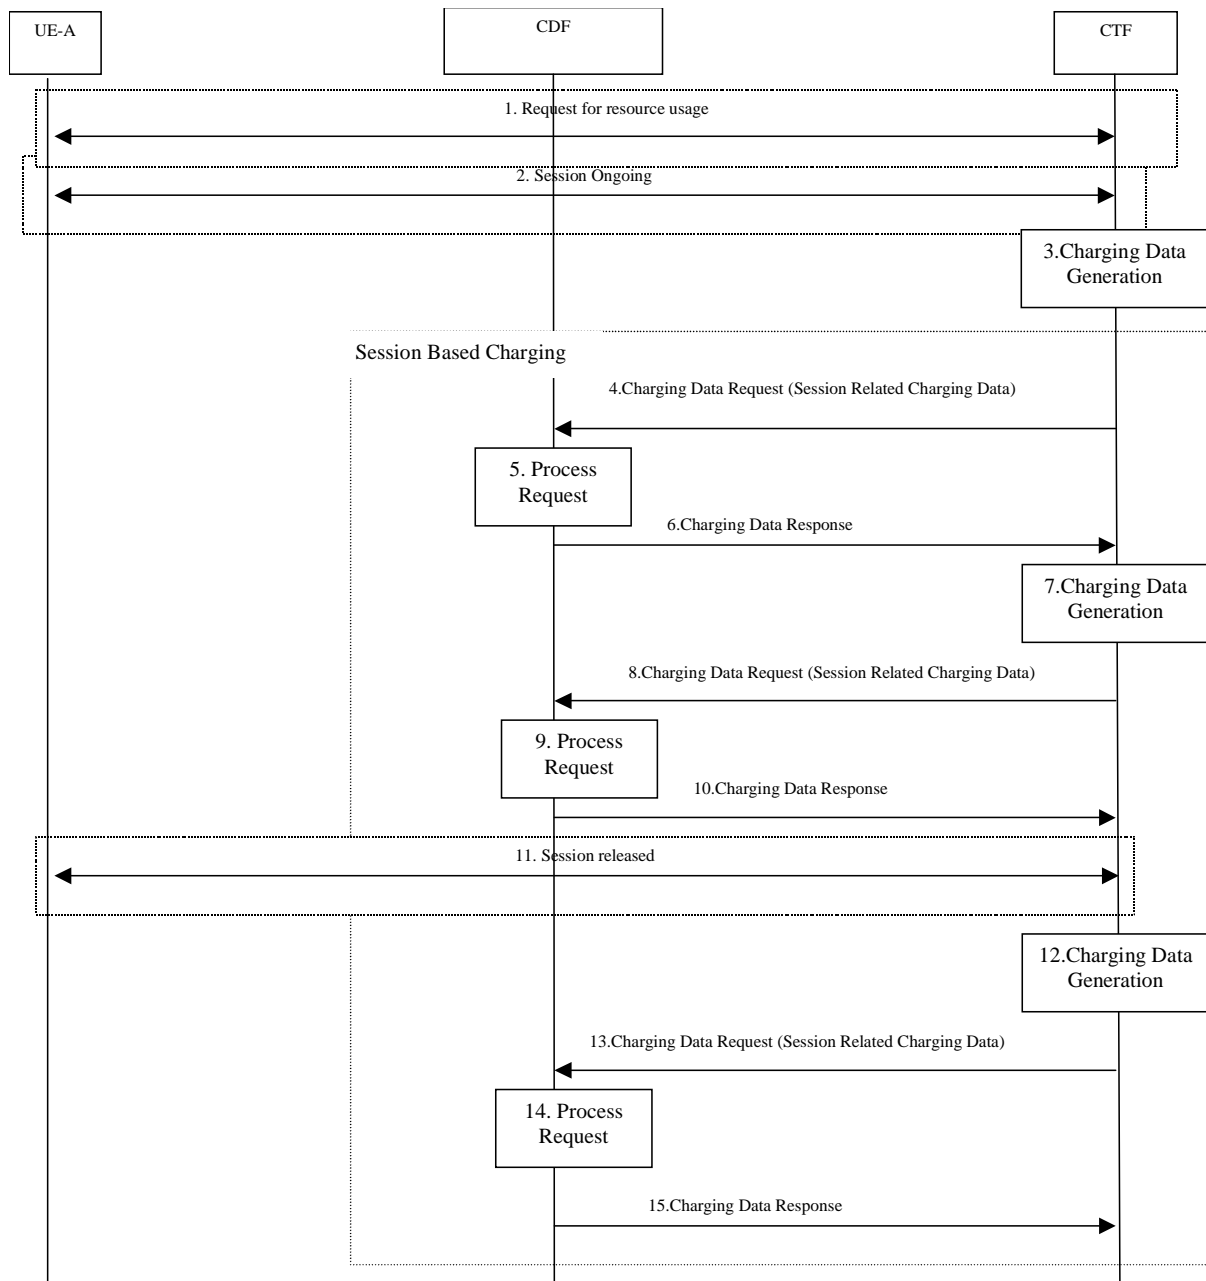 UE-A
CDF
CTF
1. Request for resource usage
2. Session Ongoing
3.Charging Data
Generation
Session Based Charging
4.Charging Data Request (Session Related Charging Data)
5. Process
Request
6.Charging Data Response
7.Charging Data
Generation
8.Charging Data Request (Session Related Charging Data)
9. Process
Request
10.Charging Data Response
11. Session released
12.Charging Data
Generation
13.Charging Data Request (Session Related Charging Data)
14. Process
Request
15.Charging Data Response